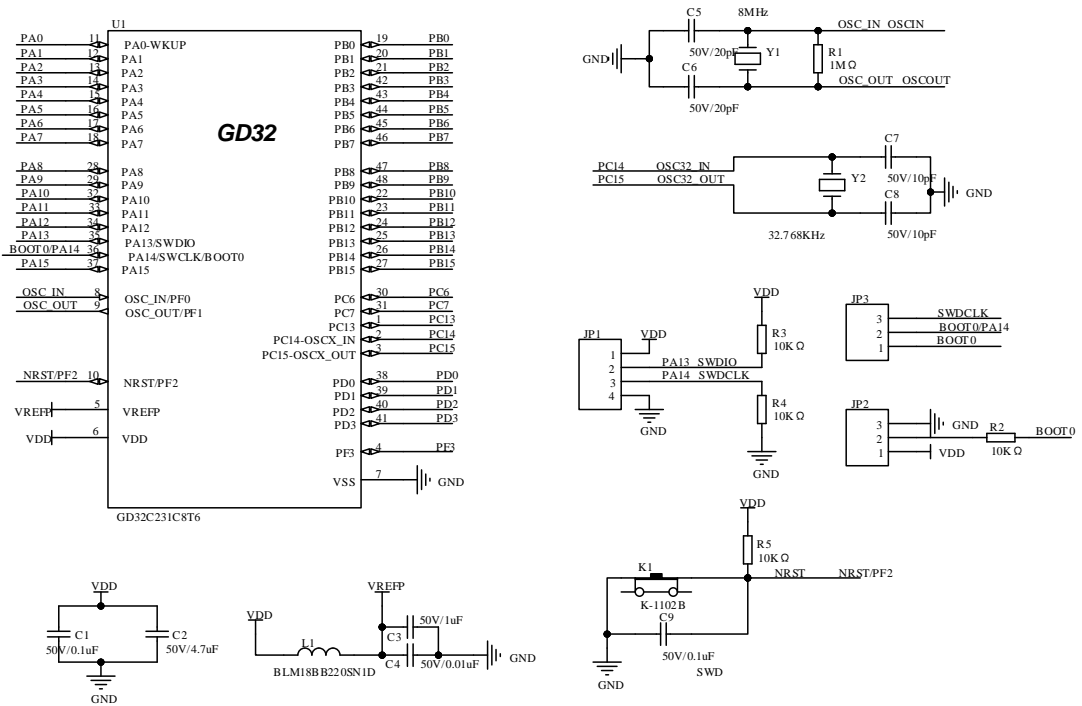 U1
GD32
PA0 11 PA0-WKUP
PA1 12 PA1
PA2 13 PA2
PA3 14 PA3
PA4 15 PA4
PA5 16 PA5
PA6 17 PA6
PA7 18 PA7
PA8 28 PA8
PA9 29 PA9
PA10 32 PA10
PA11 33 PA11
PA12 34 PA12
PA13 35 PA13/SWDIO
BOOT0/PA14 36 PA14/SWCLK/BOOT0
PA15 37 PA15
OSC_IN 8 OSC_IN/PF0
OSC_OUT 9 OSC_OUT/PF1
NRST/PF2 10 NRST/PF2
VREFP 5 VREFP
VDD 6 VDD
PB0 19 PB0
PB1 20 PB1
PB2 21 PB2
PB3 42 PB3
PB4 43 PB4
PB5 44 PB5
PB6 45 PB6
PB7 46 PB7
PB8 47 PB8
PB9 48 PB9
PB10 22 PB10
PB11 23 PB11
PB12 24 PB12
PB13 25 PB13
PB14 26 PB14
PB15 27 PB15
PC6 30 PC6
PC7 31 PC7
PC13 1 PC13
PC14-OSCX_IN 2 PC14
PC15-OSCX_OUT 3 PC15
PD0 38 PD0
PD1 39 PD1
PD2 40 PD2
PD3 41 PD3
PF3 4 PF3
VSS 7 GND
GD32C231C8T6
C5 8MHz OSC_IN OSCIN
50V/20pF Y1 R1
GND 1MΩ
C6 OSC_OUT OSCOUT
50V/20pF
C7
PC14 OSC32_IN 50V/10pF
PC15 OSC32_OUT Y2 GND
C8
32.768KHz 50V/10pF
VDD
R3
10KΩ
JP1 VDD
1
2 PA13_SWDIO
3 PA14_SWDCLK
4
GND
R4
10KΩ
GND
JP3
3 SWDCLK
2 BOOT0/PA14
1 BOOT0
JP2
3 GND
2 R2 BOOT0
1 VDD 10KΩ
VDD
R5
10KΩ
K1 NRST NRST/PF2
K-1102B
C9
50V/0.1uF
SWD
GND
VDD
C1 C2
50V/0.1uF 50V/4.7uF
GND
VREFP
VDD
C3 50V/1uF
L1 C4 50V/0.01uF GND
BLM18BB220SN1D